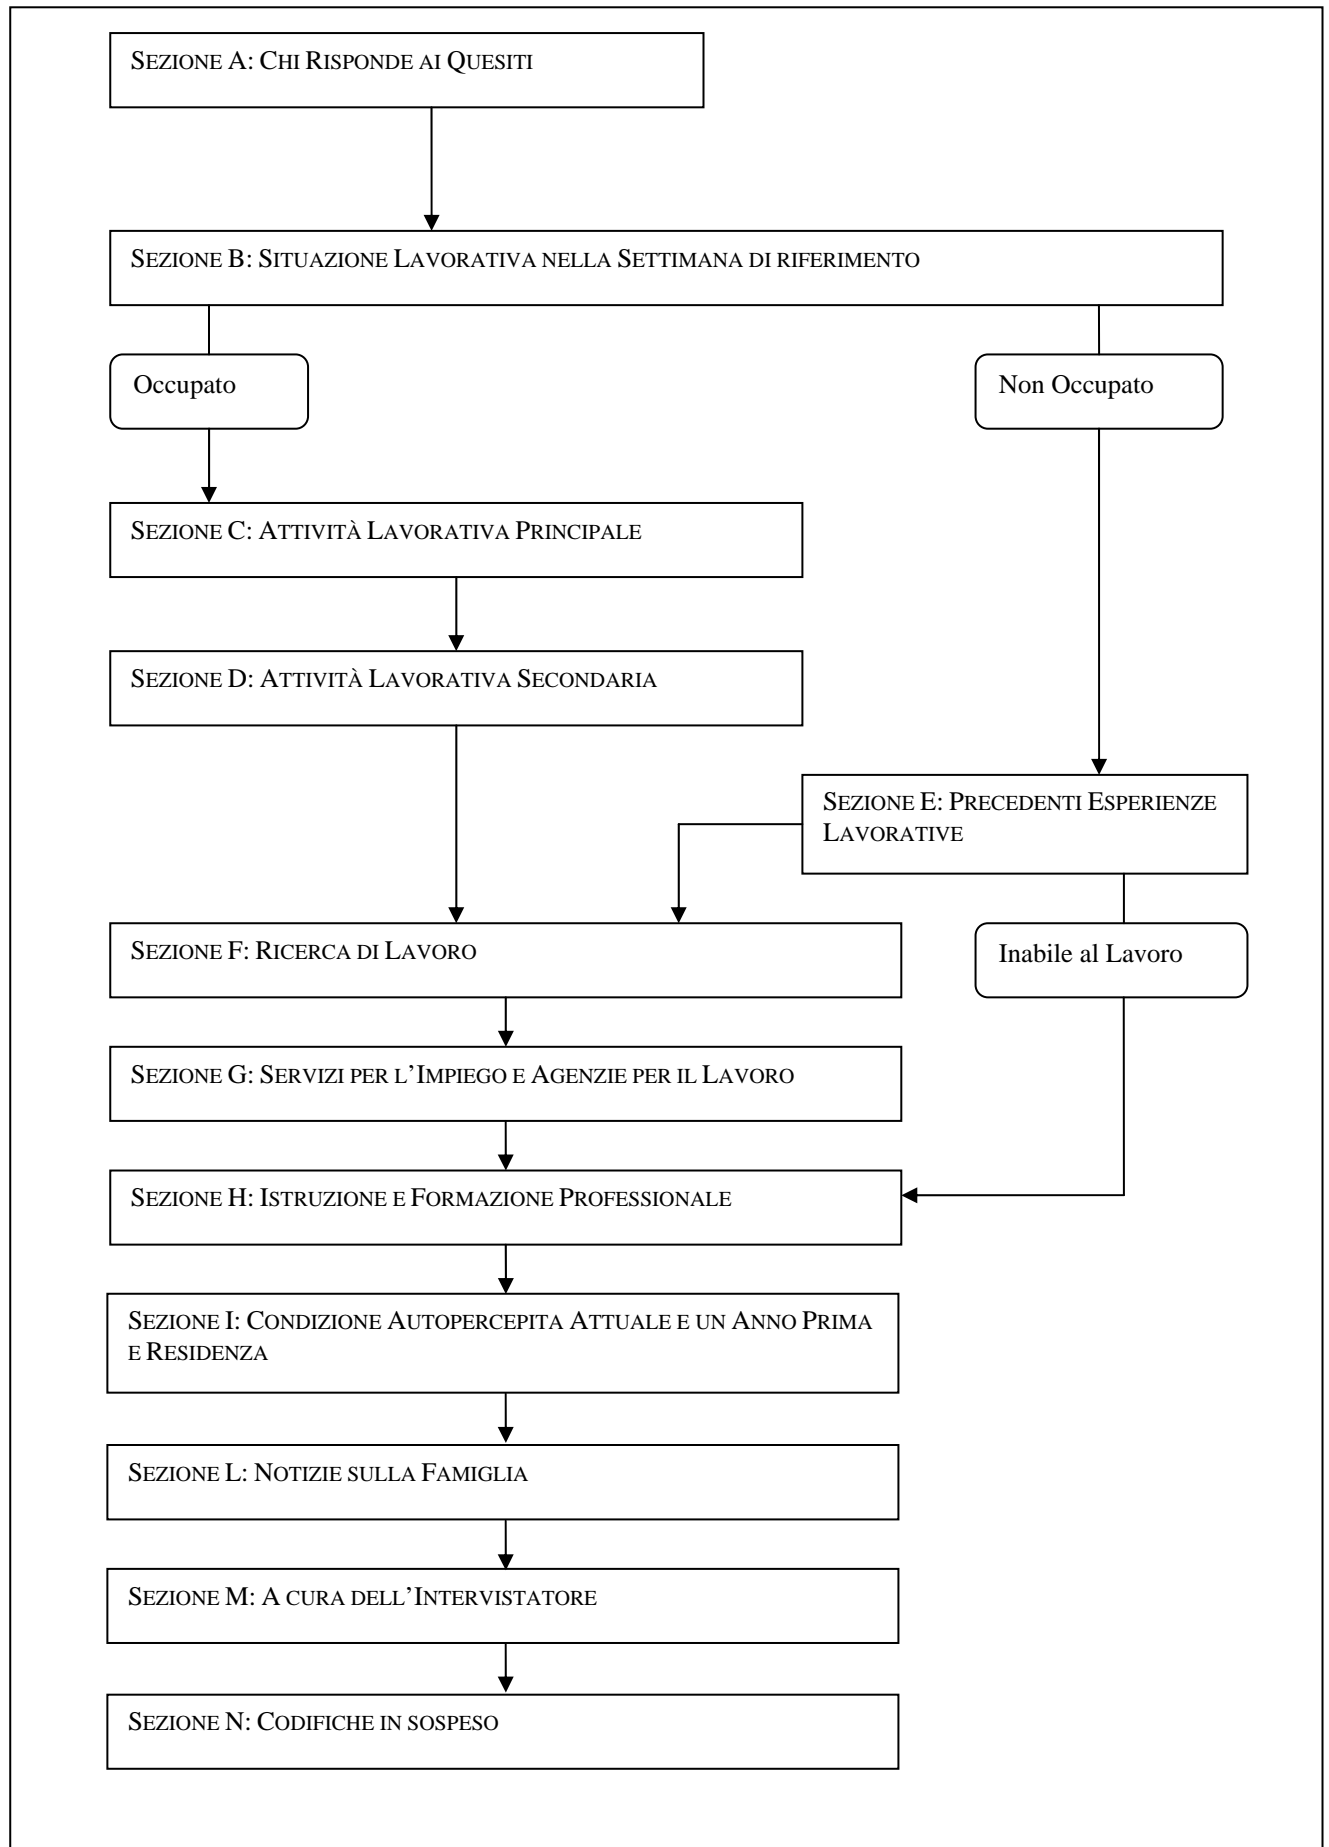 SEZIONE A: CHI RISPONDE AI QUESITI
SEZIONE B: SITUAZIONE LAVORATIVA NELLA SETTIMANA DI RIFERIMENTO
Occupato
Non Occupato
SEZIONE C: ATTIVITÀ LAVORATIVA PRINCIPALE
SEZIONE D: ATTIVITÀ LAVORATIVA SECONDARIA
SEZIONE E: PRECEDENTI ESPERIENZE
LAVORATIVE
SEZIONE F: RICERCA DI LAVORO
Inabile al Lavoro
SEZIONE G: SERVIZI PER L’IMPIEGO E AGENZIE PER IL LAVORO
SEZIONE H: ISTRUZIONE E FORMAZIONE PROFESSIONALE
SEZIONE I: CONDIZIONE AUTOPERCEPITA ATTUALE E UN ANNO PRIMA
E RESIDENZA
SEZIONE L: NOTIZIE SULLA FAMIGLIA
SEZIONE M: A CURA DELL’INTERVISTATORE
SEZIONE N: CODIFICHE IN SOSPESO